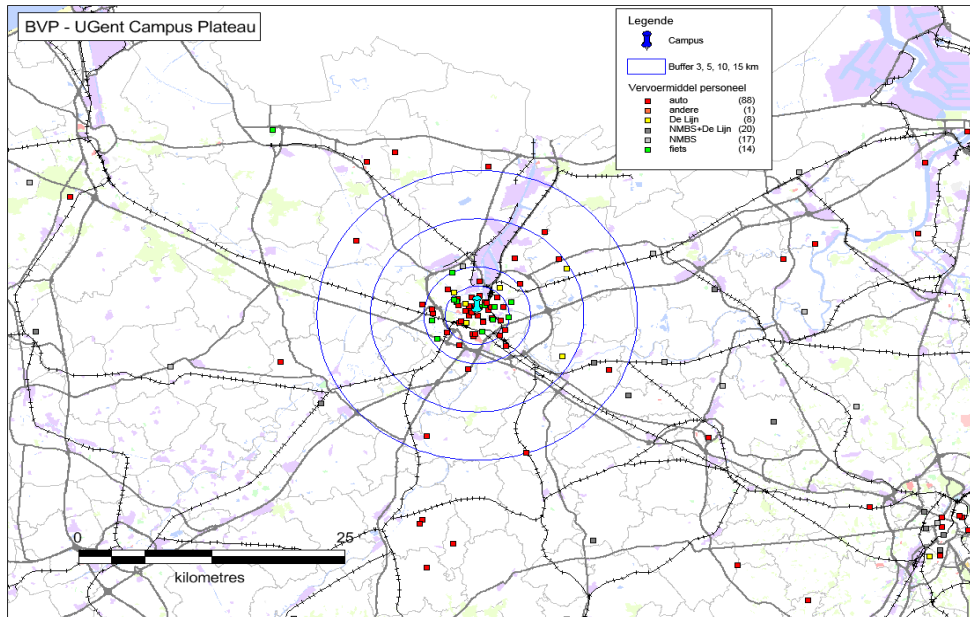 BVP - UGent Campus Plateau
Legende
Campus
Buffer 3, 5, 10, 15 km
Vervoermiddel personeel
auto (88)
andere (1)
De Lijn (8)
NMBS+De Lijn (20)
NMBS (17)
fiets (14)
0 25
kilometres